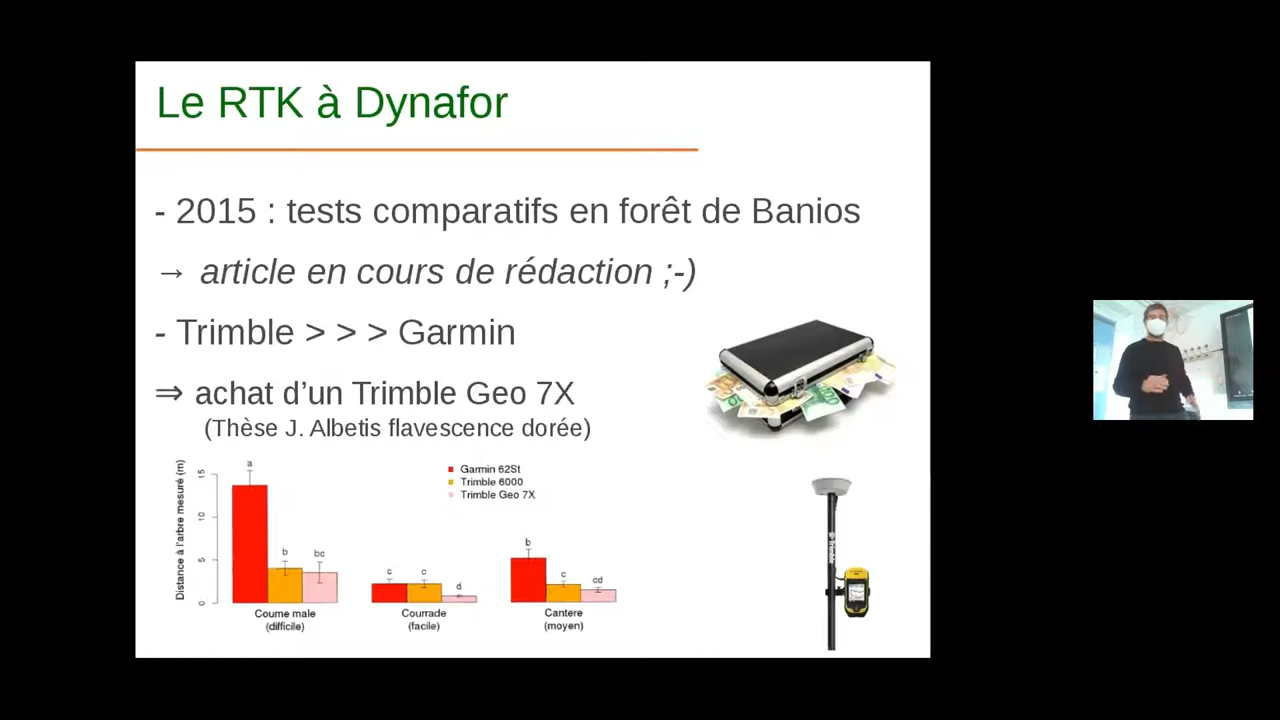 Le RTK à Dynafor
- 2015 : tests comparatifs en forêt de Banios
→ article en cours de rédaction ;-)
- Trimble > > > Garmin
⇒ achat d'un Trimble Geo 7X
(Thèse J. Albetis flavescence dorée)
Distance à l'arbre mesuré (m)
15
10
5
0
a
b
bc
c
c
d
b
c
cd
Garmin 62St
Trimble 6000
Trimble Geo 7X
Coume male
(difficile)
Courrade
(facile)
Cantere
(moyen)